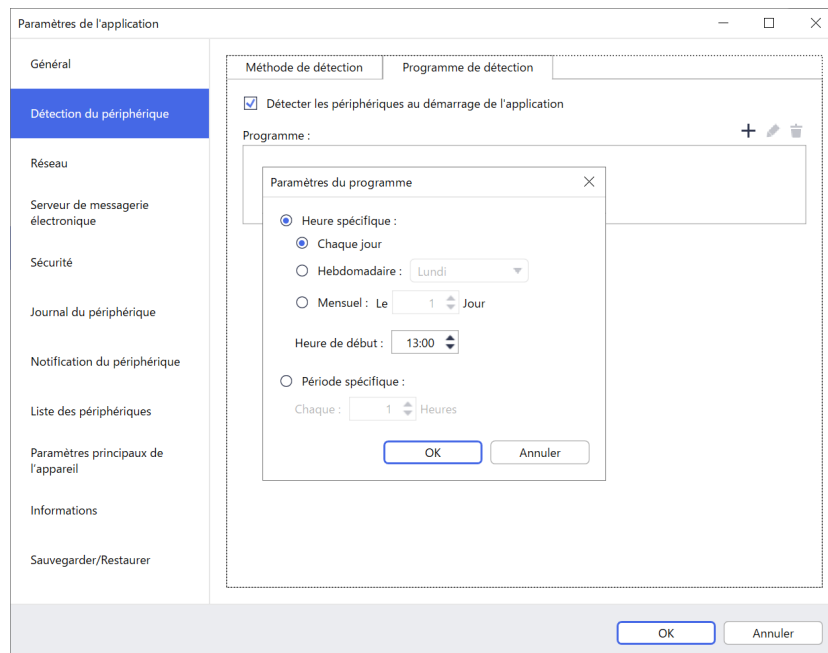 Paramètres de l'application
Général
Détection du périphérique
Réseau
Serveur de messagerie
électronique
Sécurité
Journal du périphérique
Notification du périphérique
Liste des périphériques
Paramètres principaux de
l'appareil
Informations
Sauvegarder/Restaurer
Méthode de détection
Programme de détection
Détecter les périphériques au démarrage de l'application
Programme :
Paramètres du programme
Heure spécifique :
Chaque jour
Hebdomadaire : Lundi
Mensuel : Le 1 Jour
Heure de début : 13:00
Période spécifique :
Chaque : 1 Heures
OK Annuler
OK Annuler